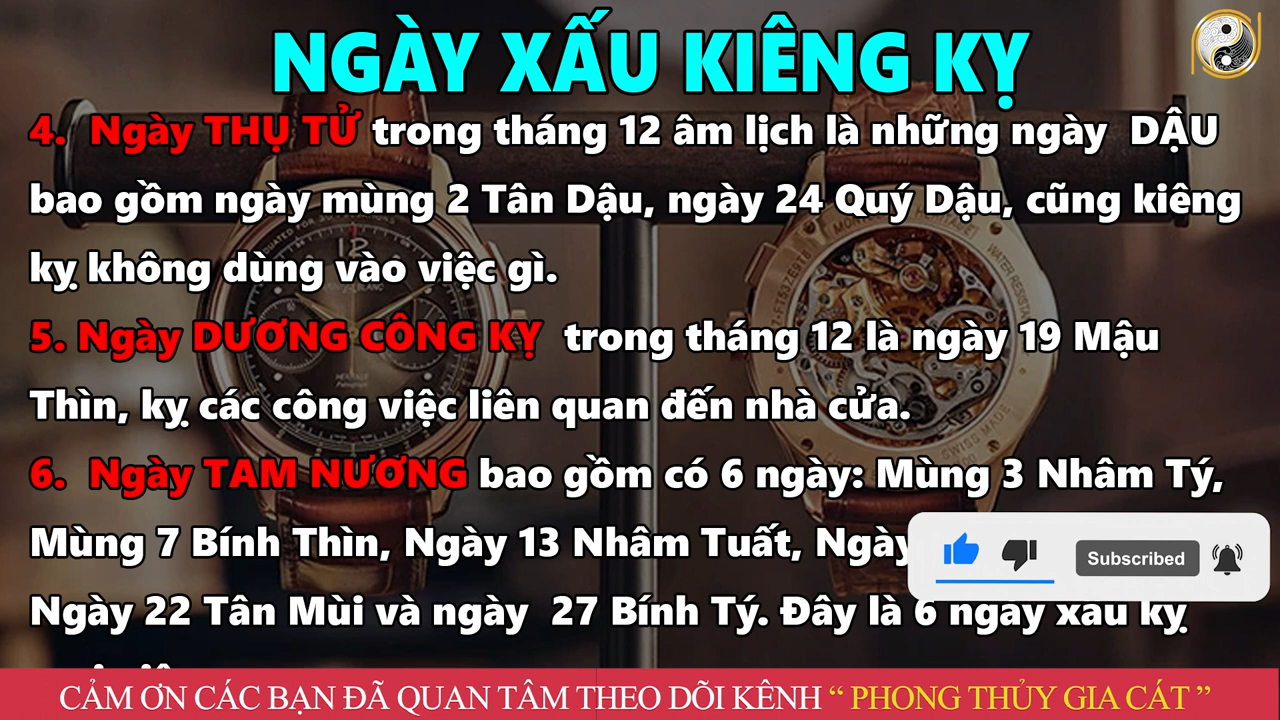 NGÀY XẤU KIÊNG KỴ
4. Ngày THỤ TỬ trong tháng 12 âm lịch là những ngày DẬU
bao gồm ngày mùng 2 Tân Dậu, ngày 24 Quý Dậu, cũng kiêng
kỵ không dùng vào việc gì.
5. Ngày DƯƠNG CÔNG KỴ trong tháng 12 là ngày 19 Mậu
Thìn, kỵ các công việc liên quan đến nhà cửa.
6. Ngày TAM NƯƠNG bao gồm có 6 ngày: Mùng 3 Nhâm Tý,
Mùng 7 Bính Thìn, Ngày 13 Nhâm Tuất, Ngày
Subscribed
Ngày 22 Tân Mùi và ngày 27 Bính Tý. Đây là 6 ngày xấu kỵ
CẢM ƠN CÁC BẠN ĐÃ QUAN TÂM THEO DÕI KÊNH “ PHONG THỦY GIA CÁT ”